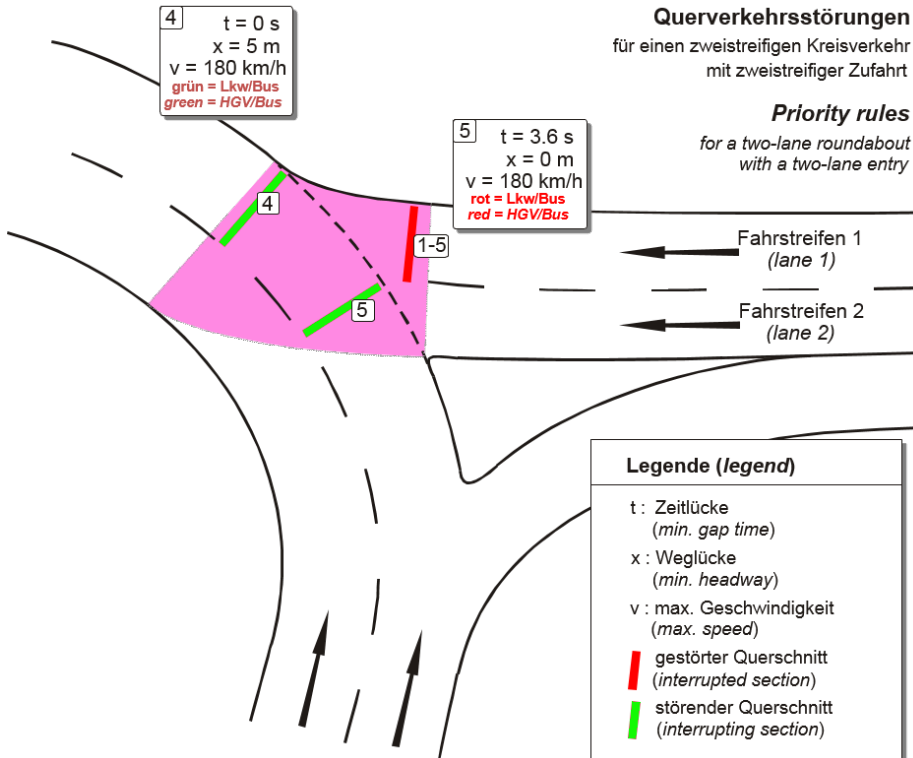 4
t = 0 s
x = 5 m
v = 180 km/h
grün = Lkw/Bus
green = HGV/Bus
Querverkehrsstörungen
für einen zweistreifigen Kreisverkehr
mit zweistreifiger Zufahrt
Priority rules
for a two-lane roundabout
with a two-lane entry
5
t = 3.6 s
x = 0 m
v = 180 km/h
rot = Lkw/Bus
red = HGV/Bus
4
1-5
5
Fahrstreifen 1
(lane 1)
Fahrstreifen 2
(lane 2)
Legende (legend)
t : Zeitlücke
(min. gap time)
x : Weglücke
(min. headway)
v : max. Geschwindigkeit
(max. speed)
gestörter Querschnitt
(interrupted section)
störender Querschnitt
(interrupting section)